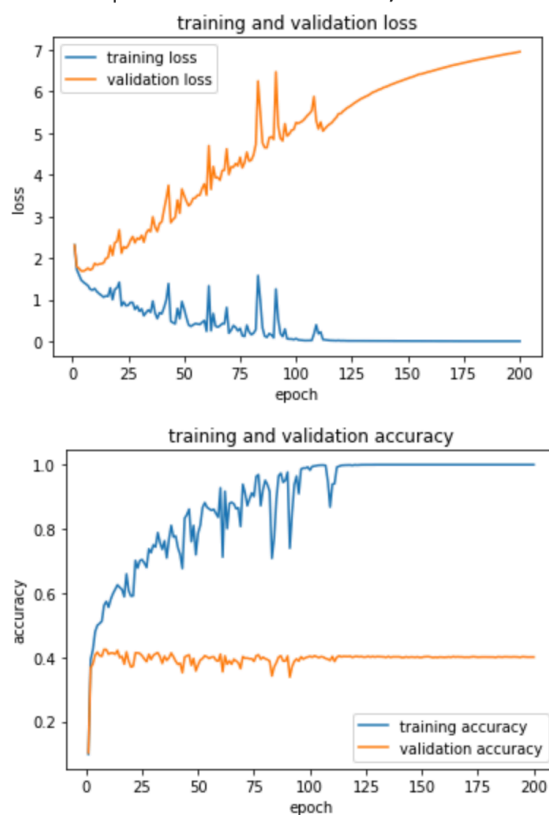 training and validation loss
training loss
validation loss
7
6
5
4
3
2
1
0
loss
0 25 50 75 100 125 150 175 200
epoch
training and validation accuracy
1.0
0.8
0.6
0.4
0.2
accuracy
training accuracy
validation accuracy
0 25 50 75 100 125 150 175 200
epoch